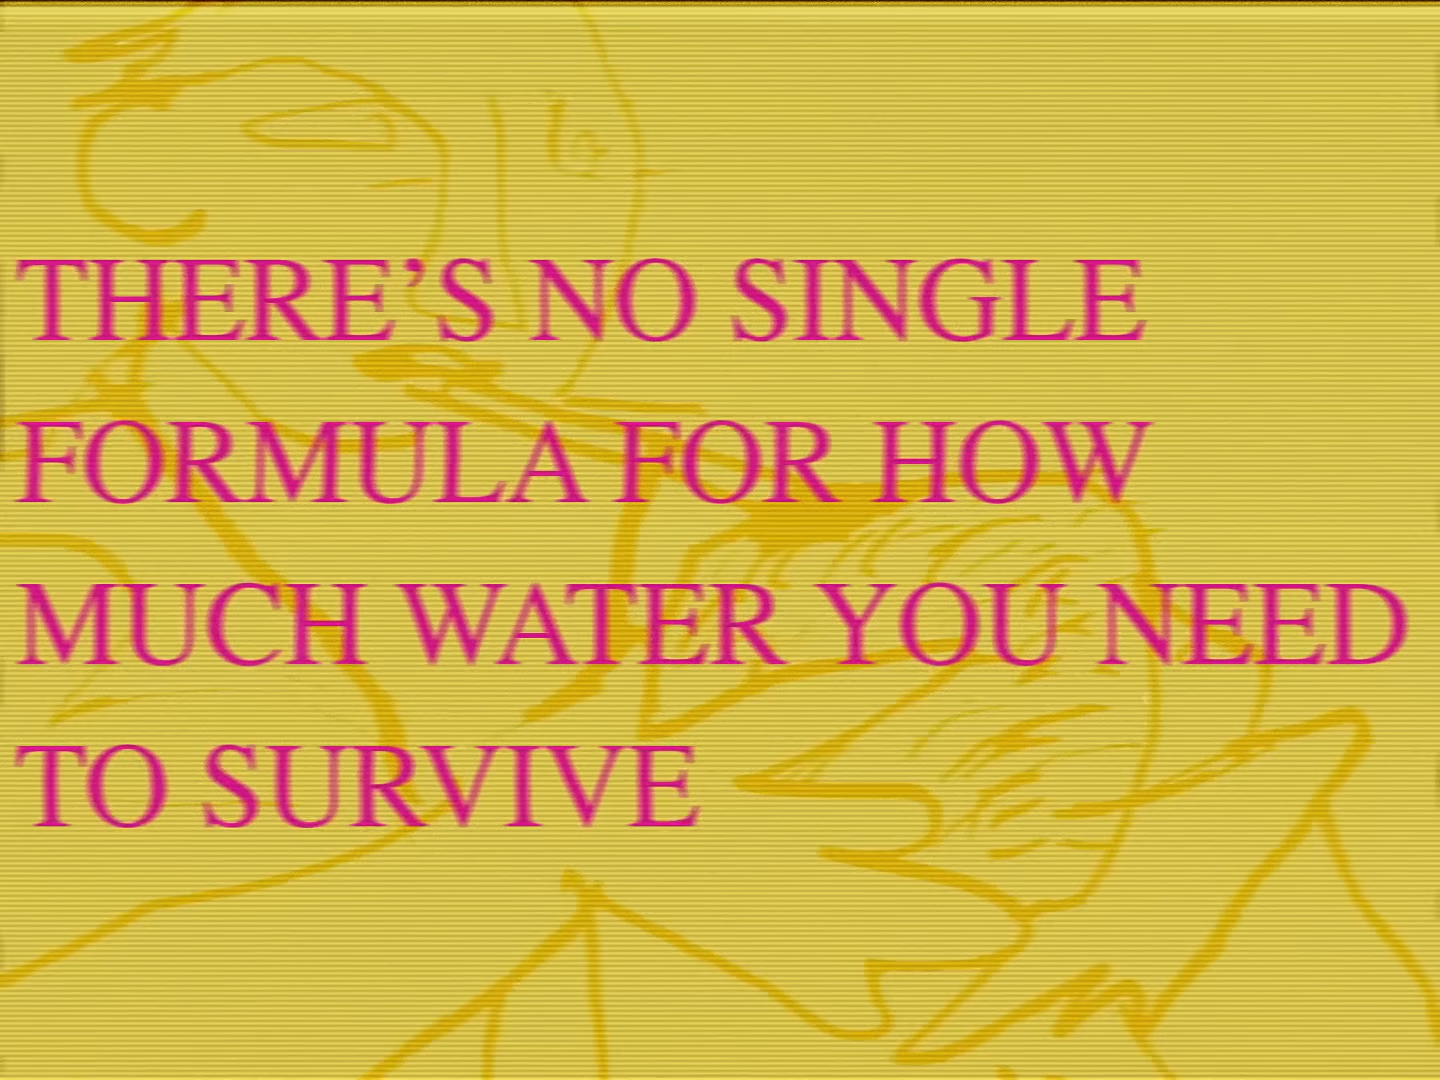 THERE’S NO SINGLE
FORMULA FOR HOW
MUCH WATER YOU NEED
TO SURVIVE